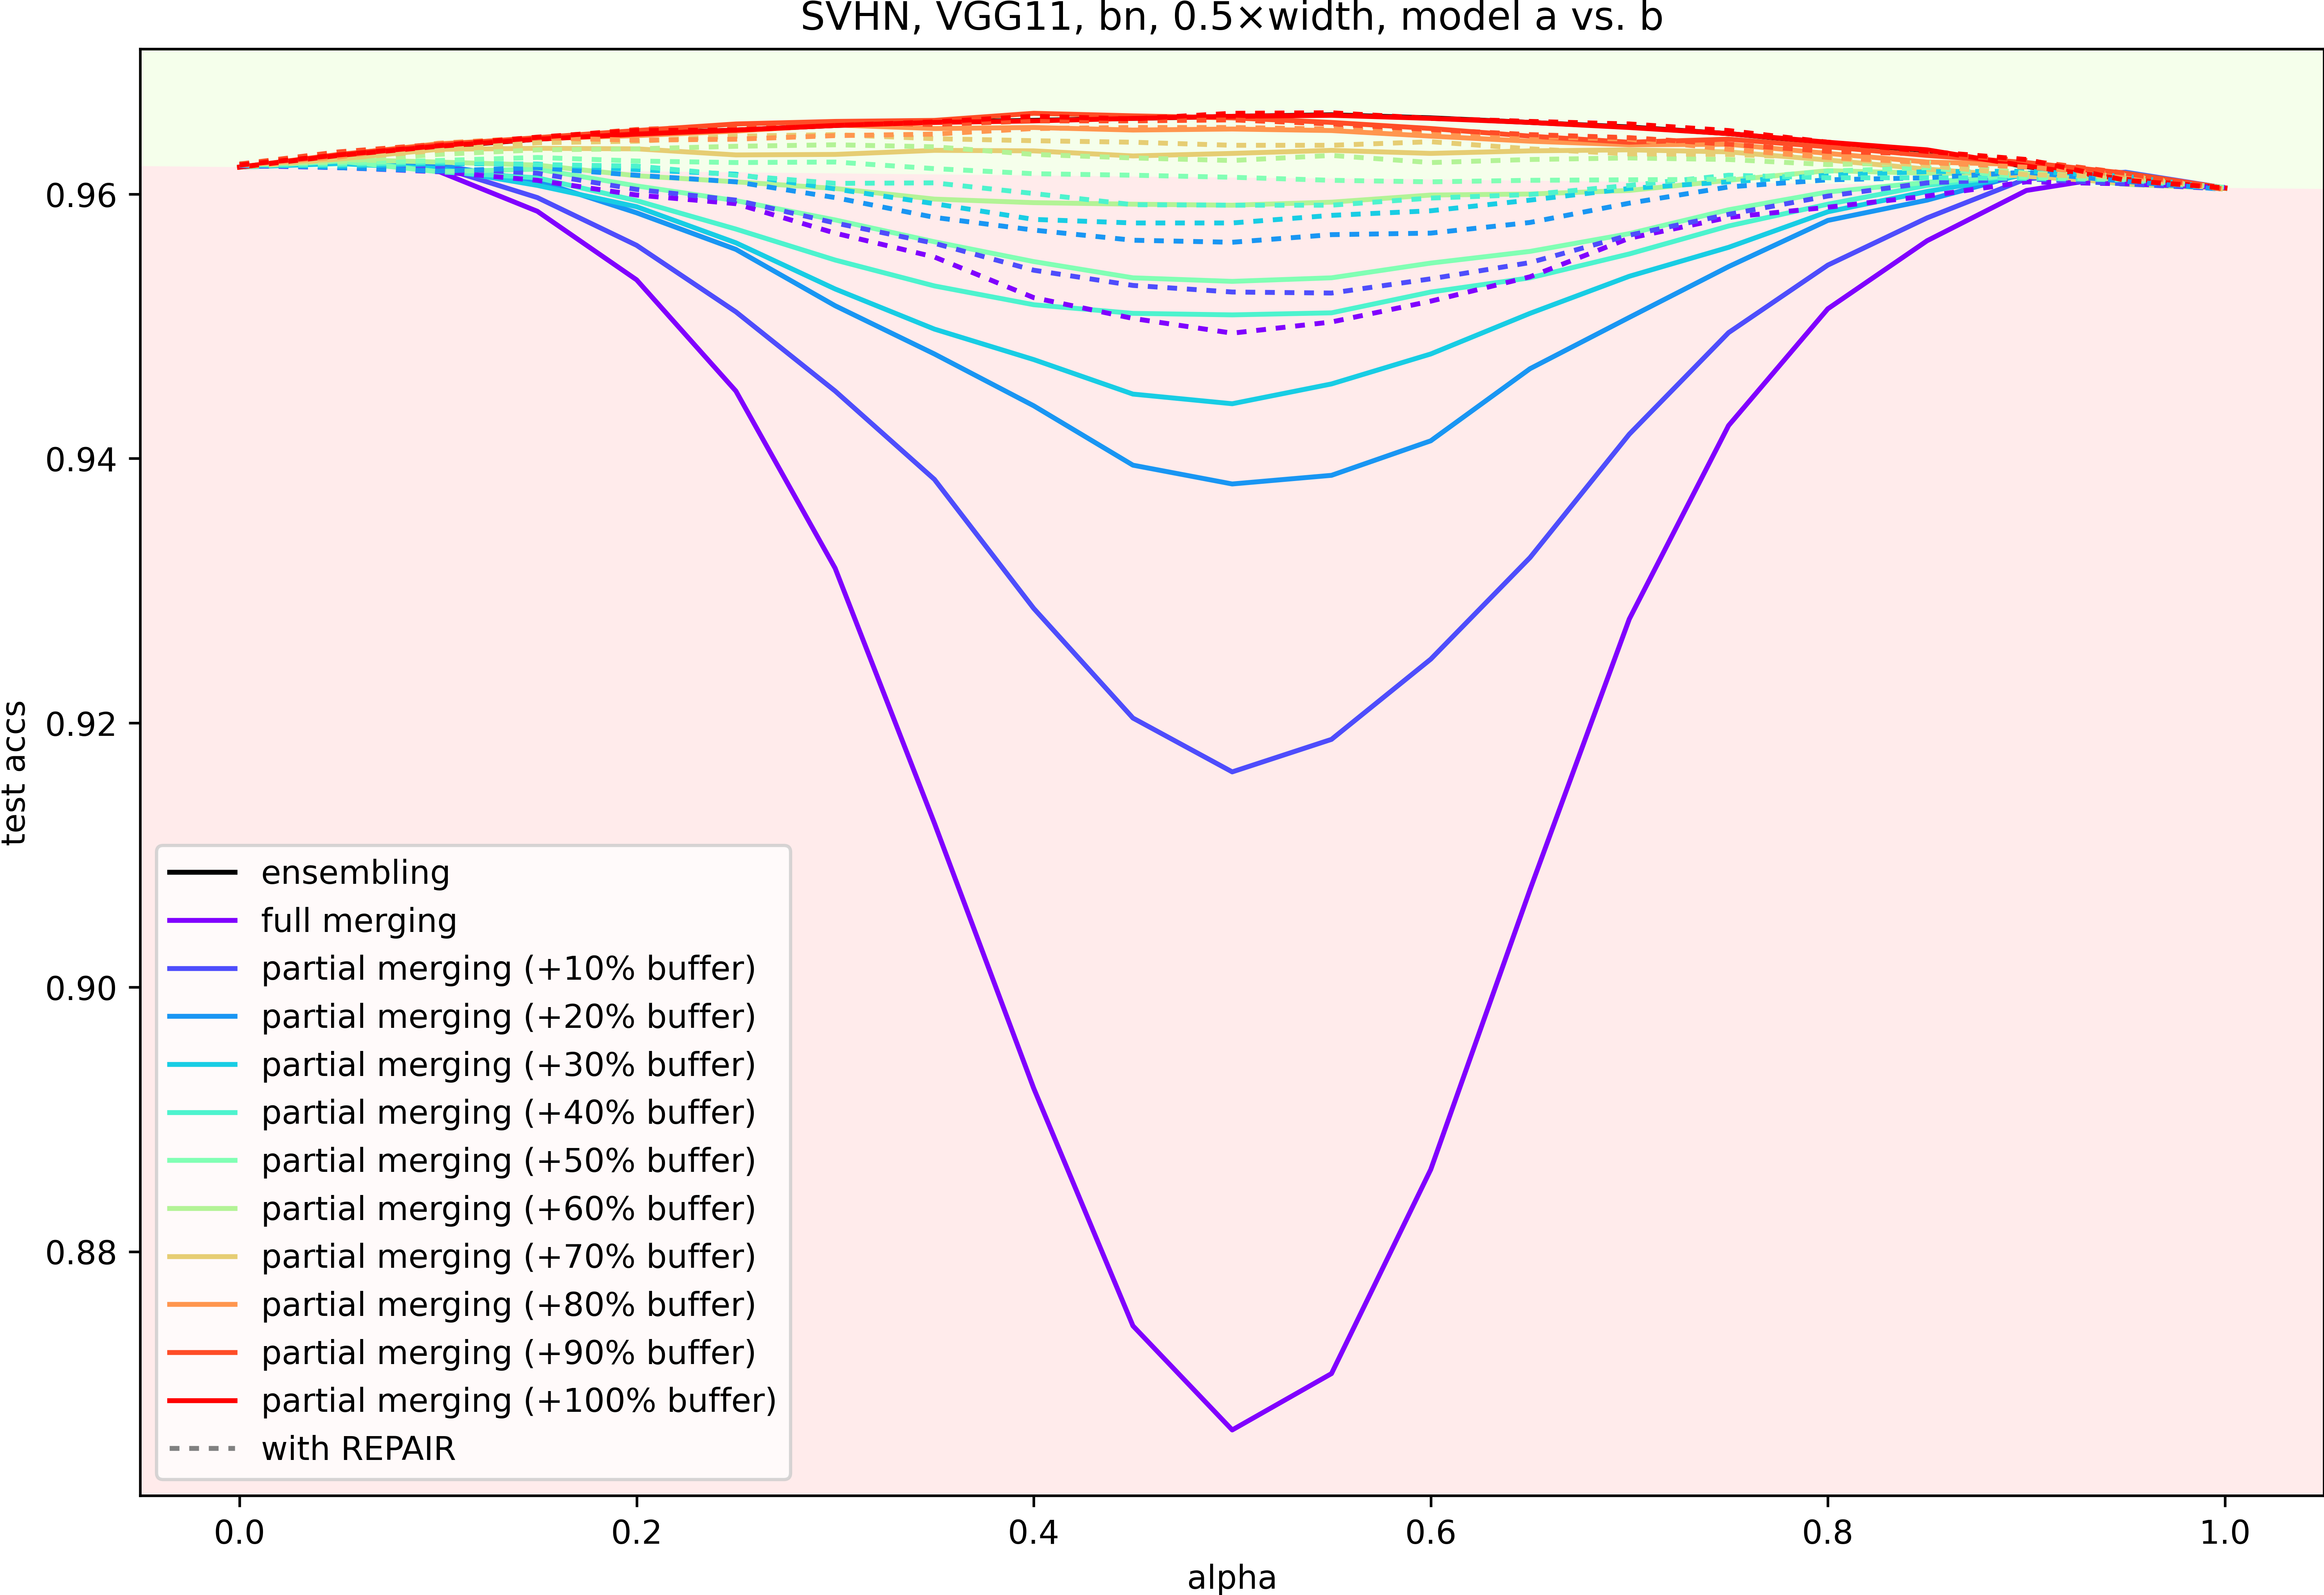 SVHN, VGG11, bn, 0.5×width, model a vs. b
test accs
0.96
0.94
0.92
0.90
0.88
ensembling
full merging
partial merging (+10% buffer)
partial merging (+20% buffer)
partial merging (+30% buffer)
partial merging (+40% buffer)
partial merging (+50% buffer)
partial merging (+60% buffer)
partial merging (+70% buffer)
partial merging (+80% buffer)
partial merging (+90% buffer)
partial merging (+100% buffer)
with REPAIR
0.0 0.2 0.4 0.6 0.8 1.0
alpha